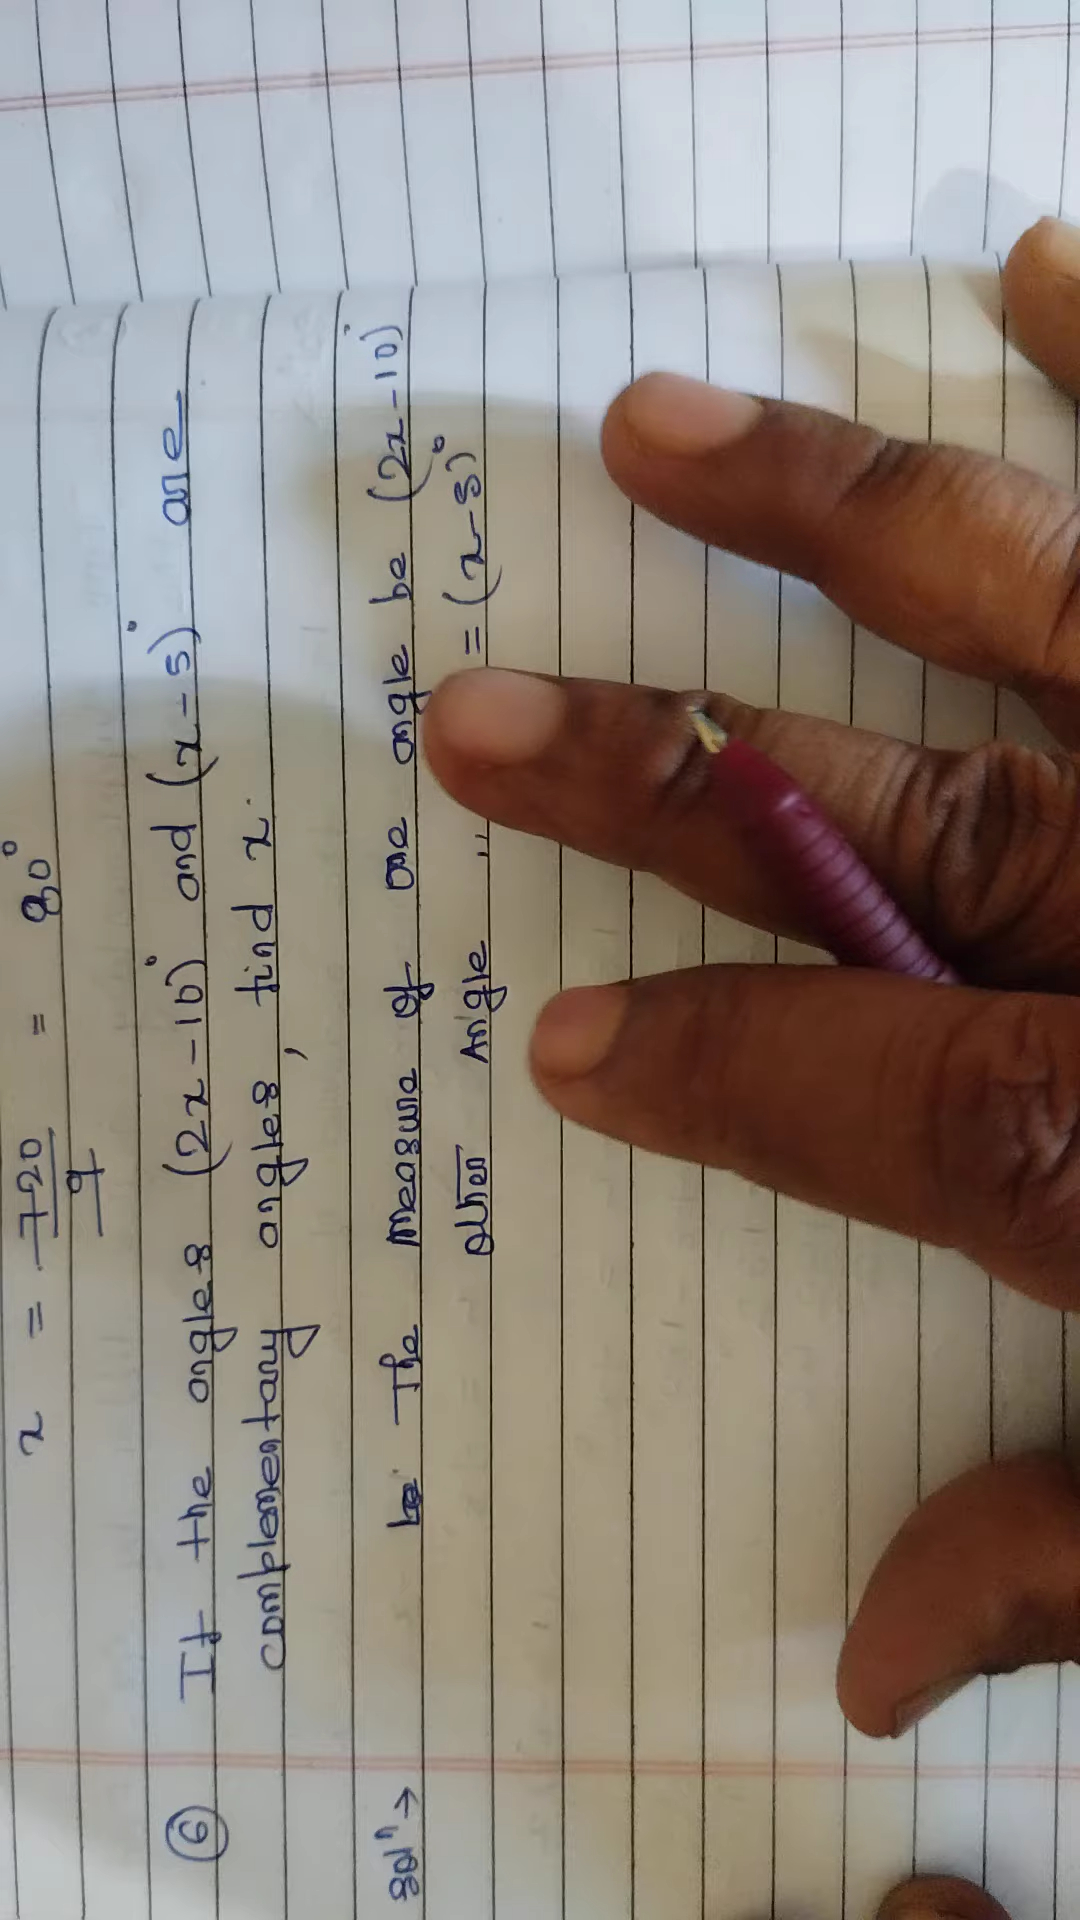 x = 720/9 = 80°
6 If the angles (2x-10)° and (x-5)° are
complementary angles, find x.
Solⁿ → The measure of one angle be (2x-10)°
Other Angle " = (x-5)°